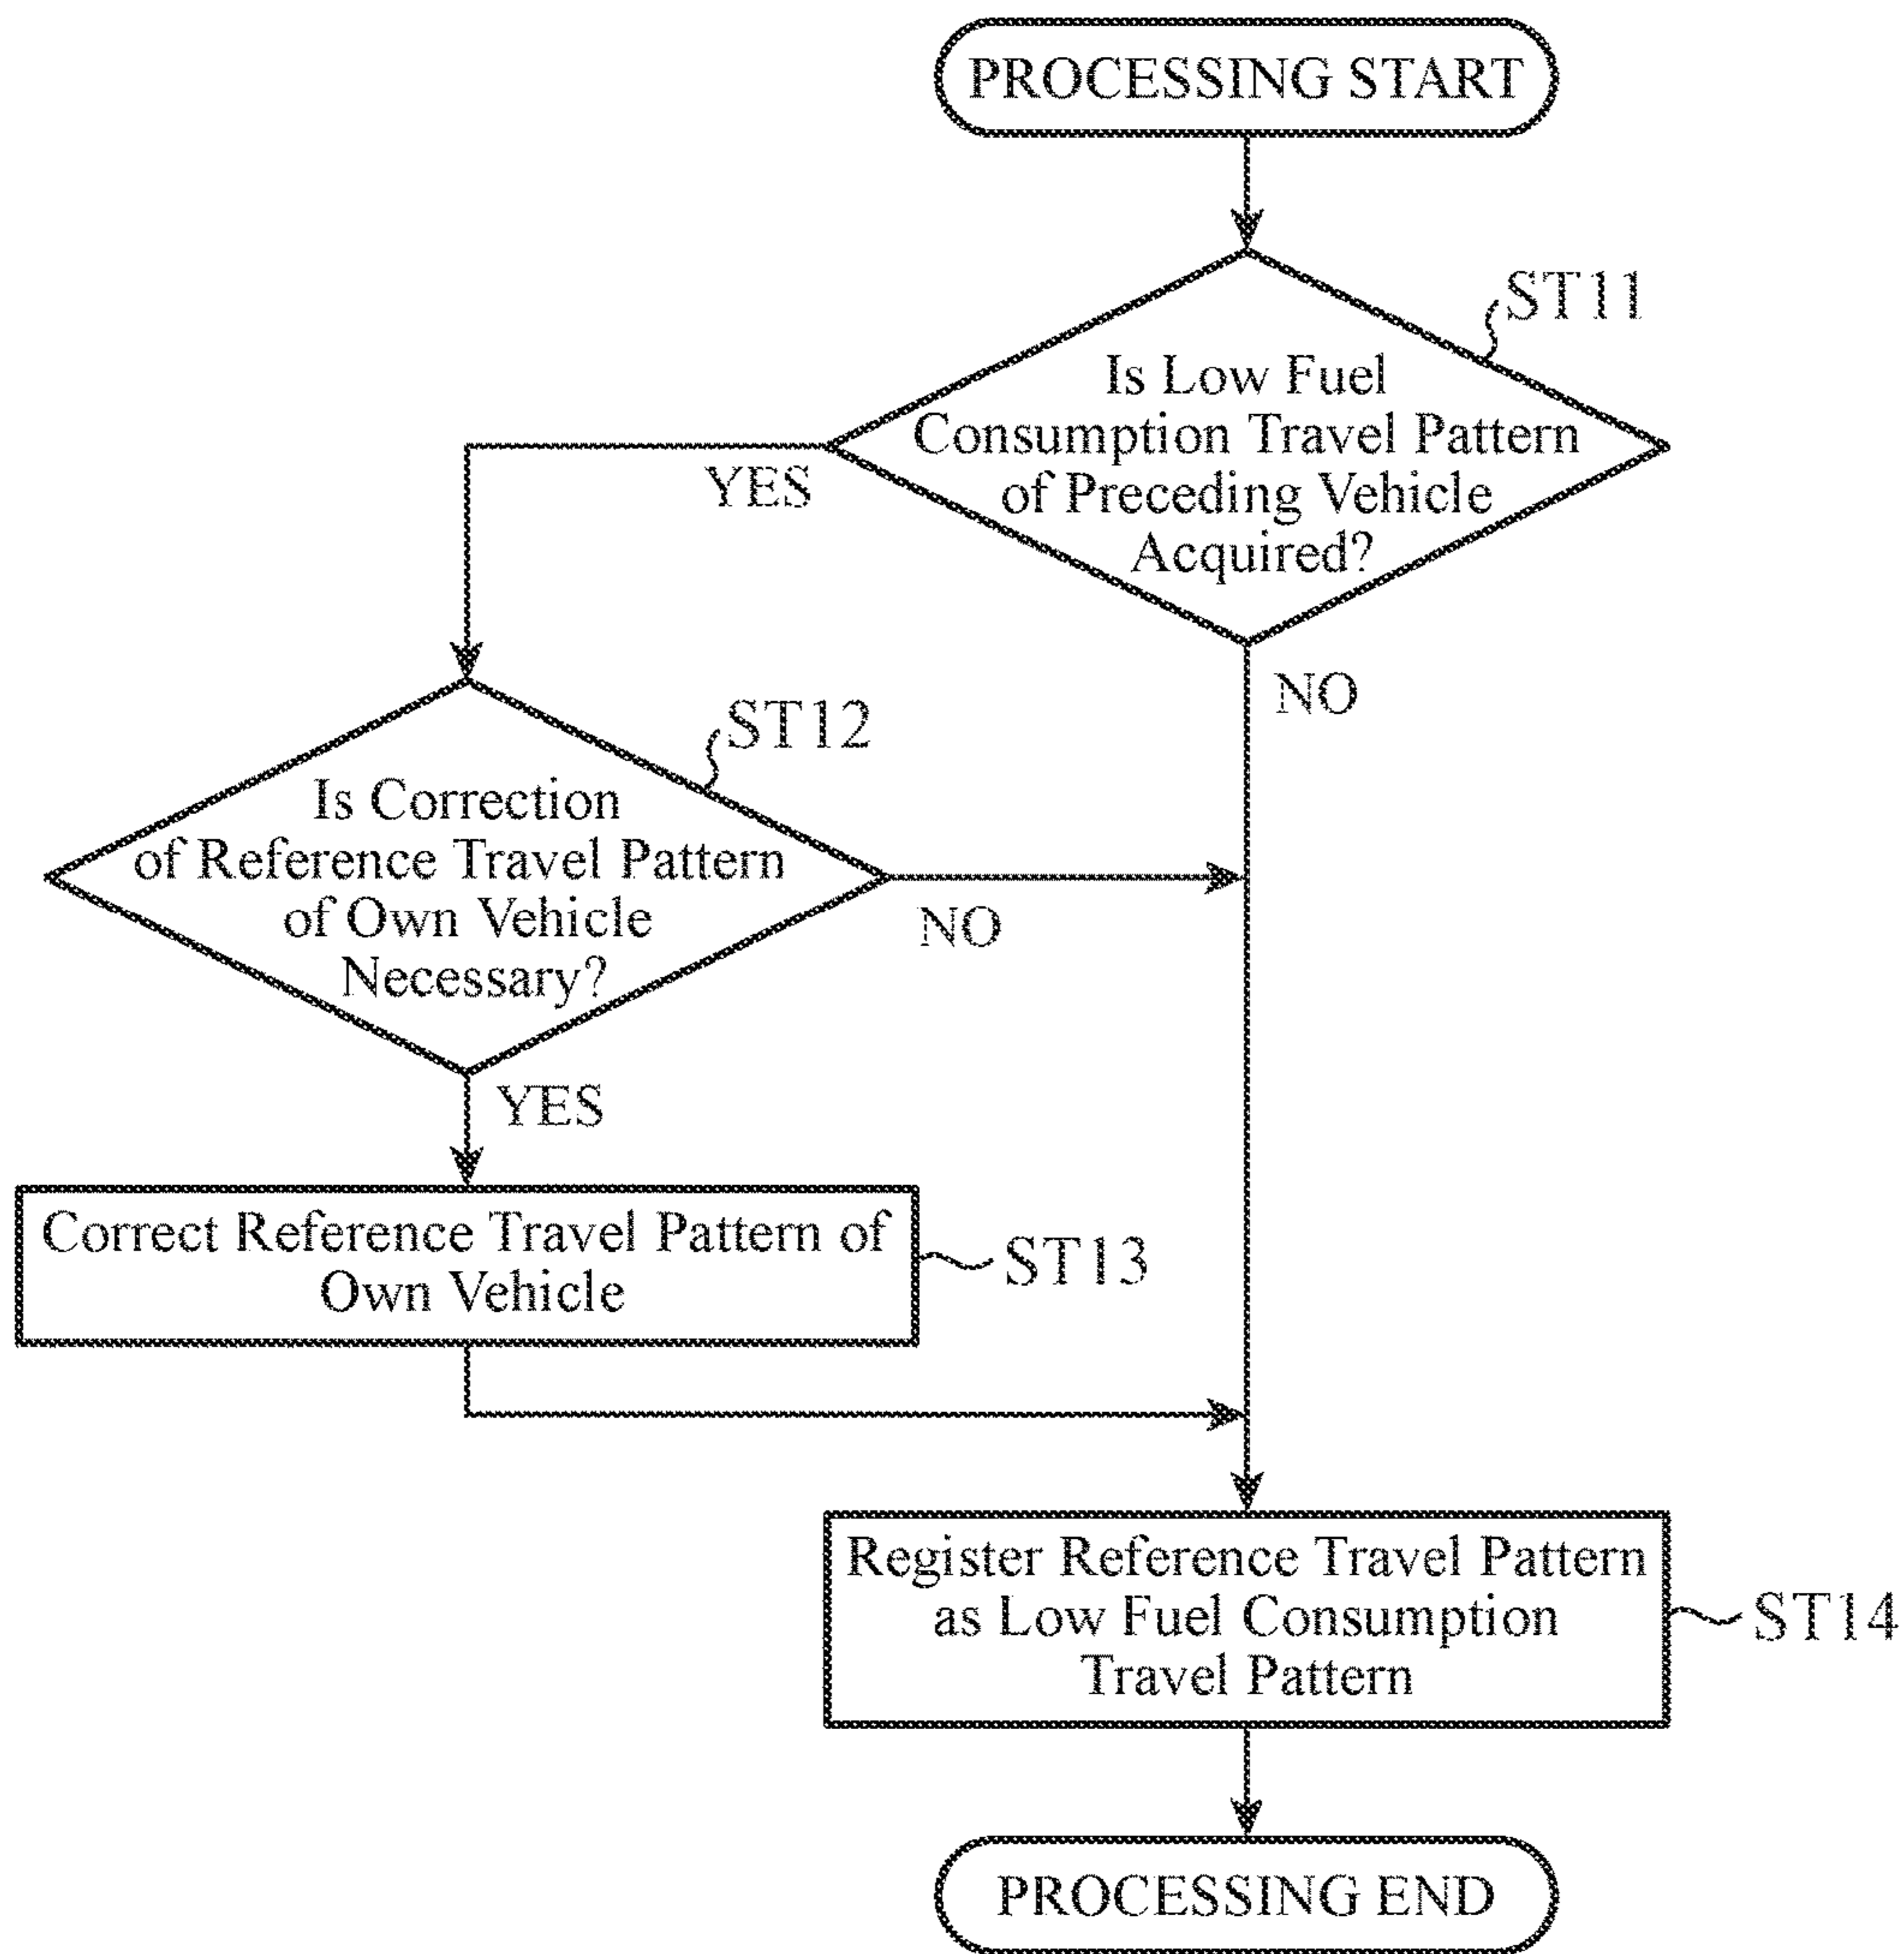 PROCESSING START
ST11
Is Low Fuel
Consumption Travel Pattern
of Preceding Vehicle
Acquired?
YES
NO
ST12
Is Correction
of Reference Travel Pattern
of Own Vehicle
Necessary?
NO
YES
Correct Reference Travel Pattern of
Own Vehicle
ST13
Register Reference Travel Pattern
as Low Fuel Consumption
Travel Pattern
ST14
PROCESSING END